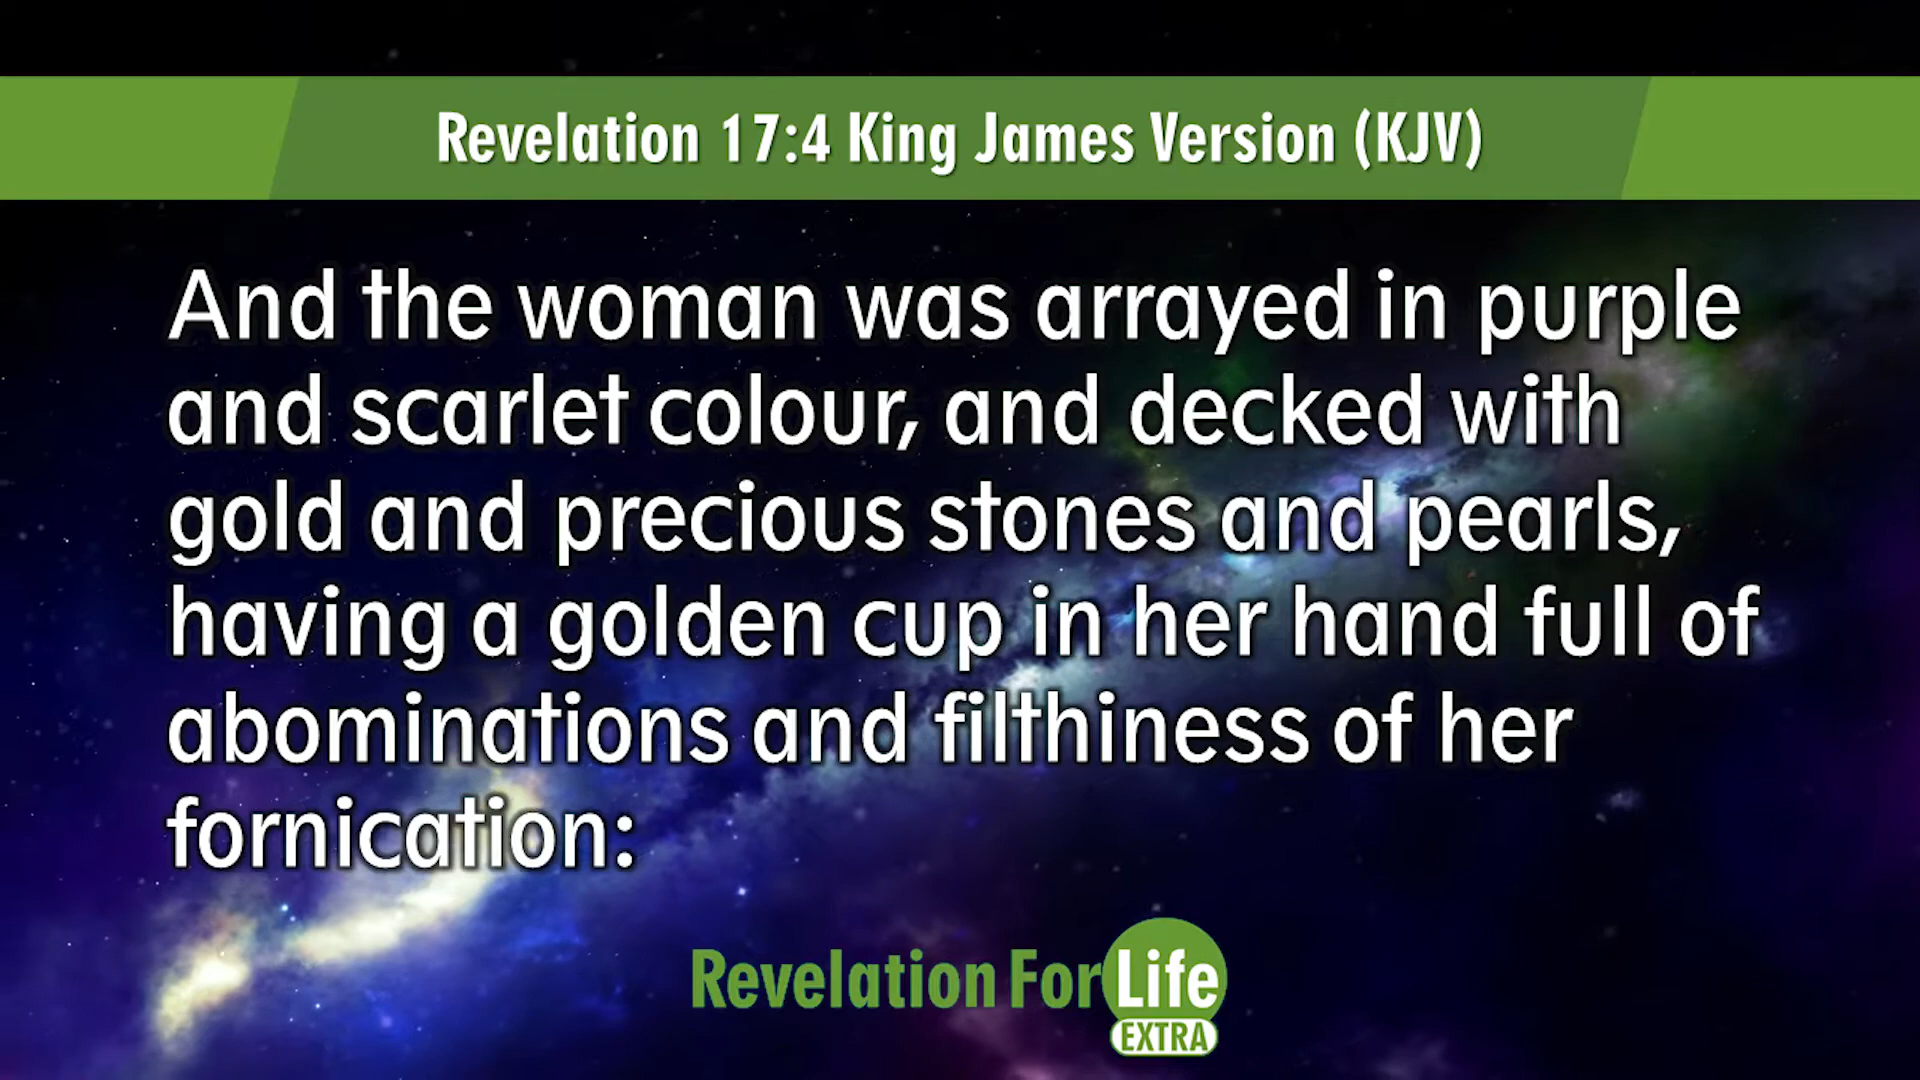 Revelation 17:4 King James Version (KJV)
And the woman was arrayed in purple
and scarlet colour, and decked with
gold and precious stones and pearls,
having a golden cup in her hand full of
abominations and filthiness of her
fornication:
Revelation For Life
EXTRA